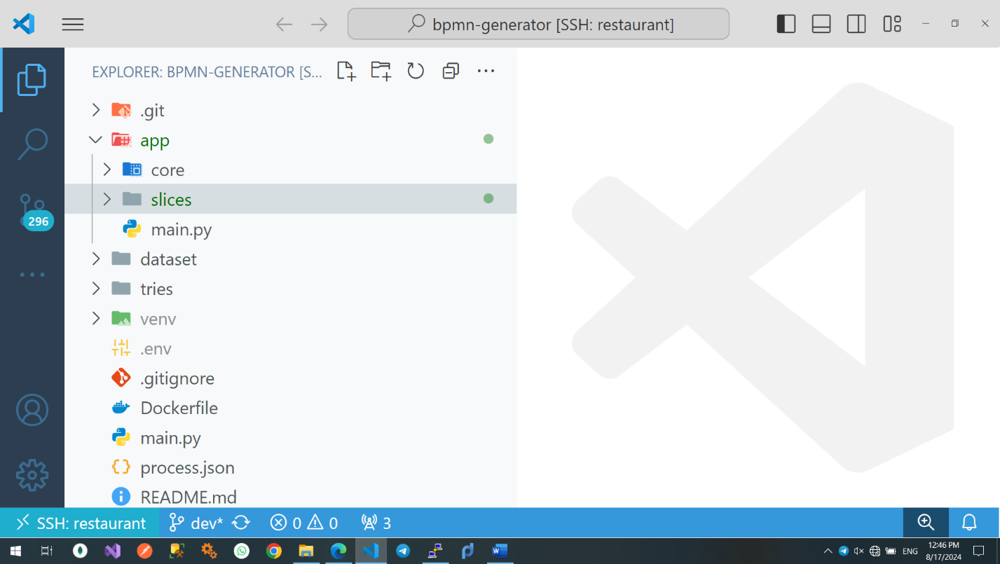 bpmn-generator [SSH: restaurant]
EXPLORER: BPMN-GENERATOR [S...
.git
app
core
slices
296
main.py
dataset
tries
venv
.env
.gitignore
Dockerfile
main.py
process.json
README.md
SSH: restaurant dev* 0 0 3
ENG 12:46 PM
8/17/2024